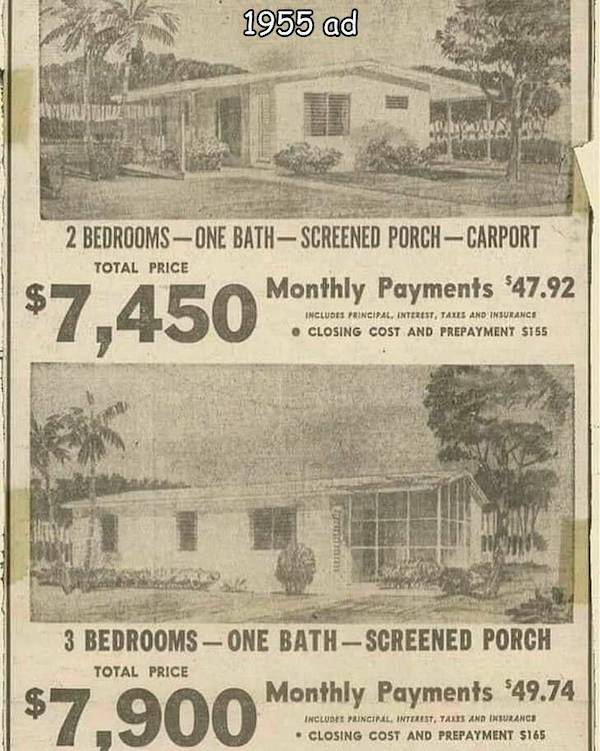 1955 ad
2 BEDROOMS — ONE BATH — SCREENED PORCH — CARPORT
TOTAL PRICE
$7,450
Monthly Payments $47.92
INCLUDES PRINCIPAL, INTEREST, TAXES AND INSURANCE
• CLOSING COST AND PREPAYMENT $155
3 BEDROOMS — ONE BATH — SCREENED PORCH
TOTAL PRICE
$7,900
Monthly Payments $49.74
INCLUDES PRINCIPAL, INTEREST, TAXES AND INSURANCE
• CLOSING COST AND PREPAYMENT $165